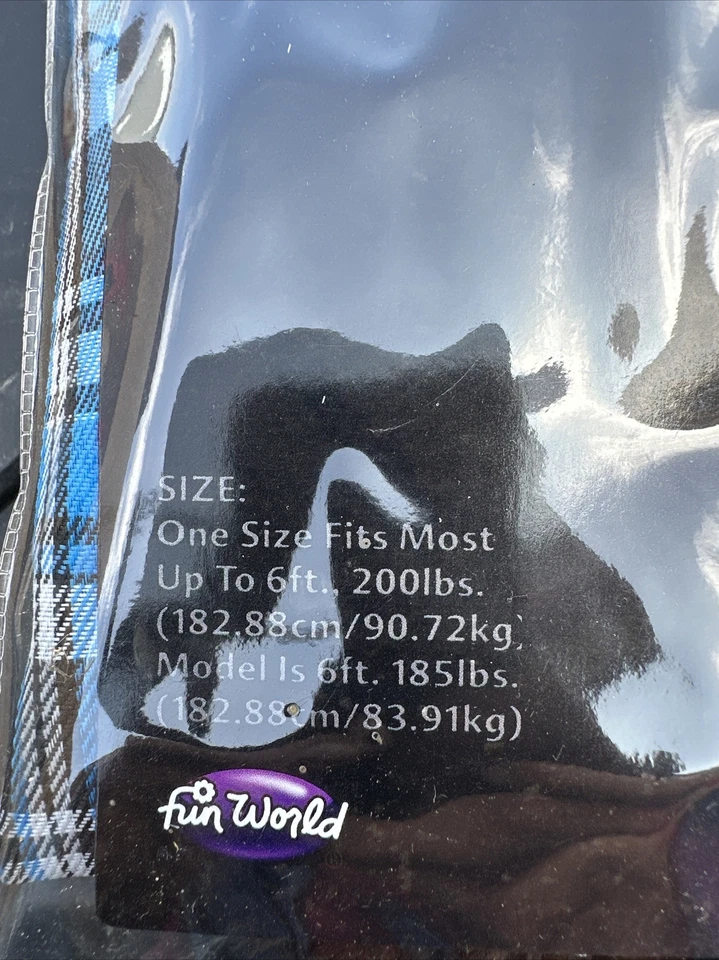 SIZE:
One Size Fits Most
Up To 6ft., 200lbs.
(182.88cm/90.72kg)
Model Is 6ft. 185lbs.
(182.88cm/83.91kg)
fun World